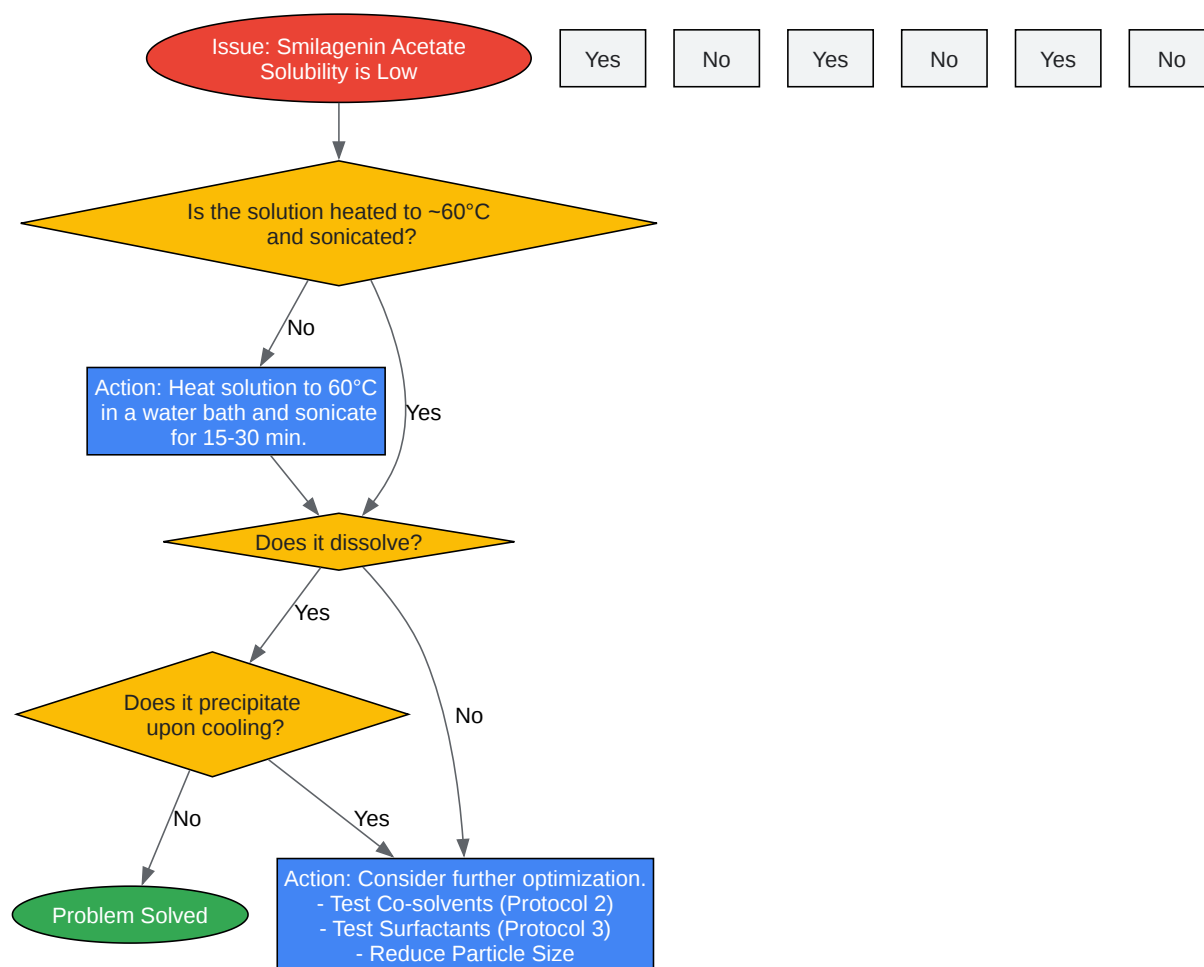 Issue: Smilagenin Acetate
Solubility is Low
Yes
No
Yes
No
Yes
No
Is the solution heated to ~60°C
and sonicated?
No
Action: Heat solution to 60°C
in a water bath and sonicate
for 15-30 min.
Yes
Does it dissolve?
Yes
Does it precipitate
upon cooling?
No
No
Yes
Problem Solved
Action: Consider further optimization.
- Test Co-solvents (Protocol 2)
- Test Surfactants (Protocol 3)
- Reduce Particle Size